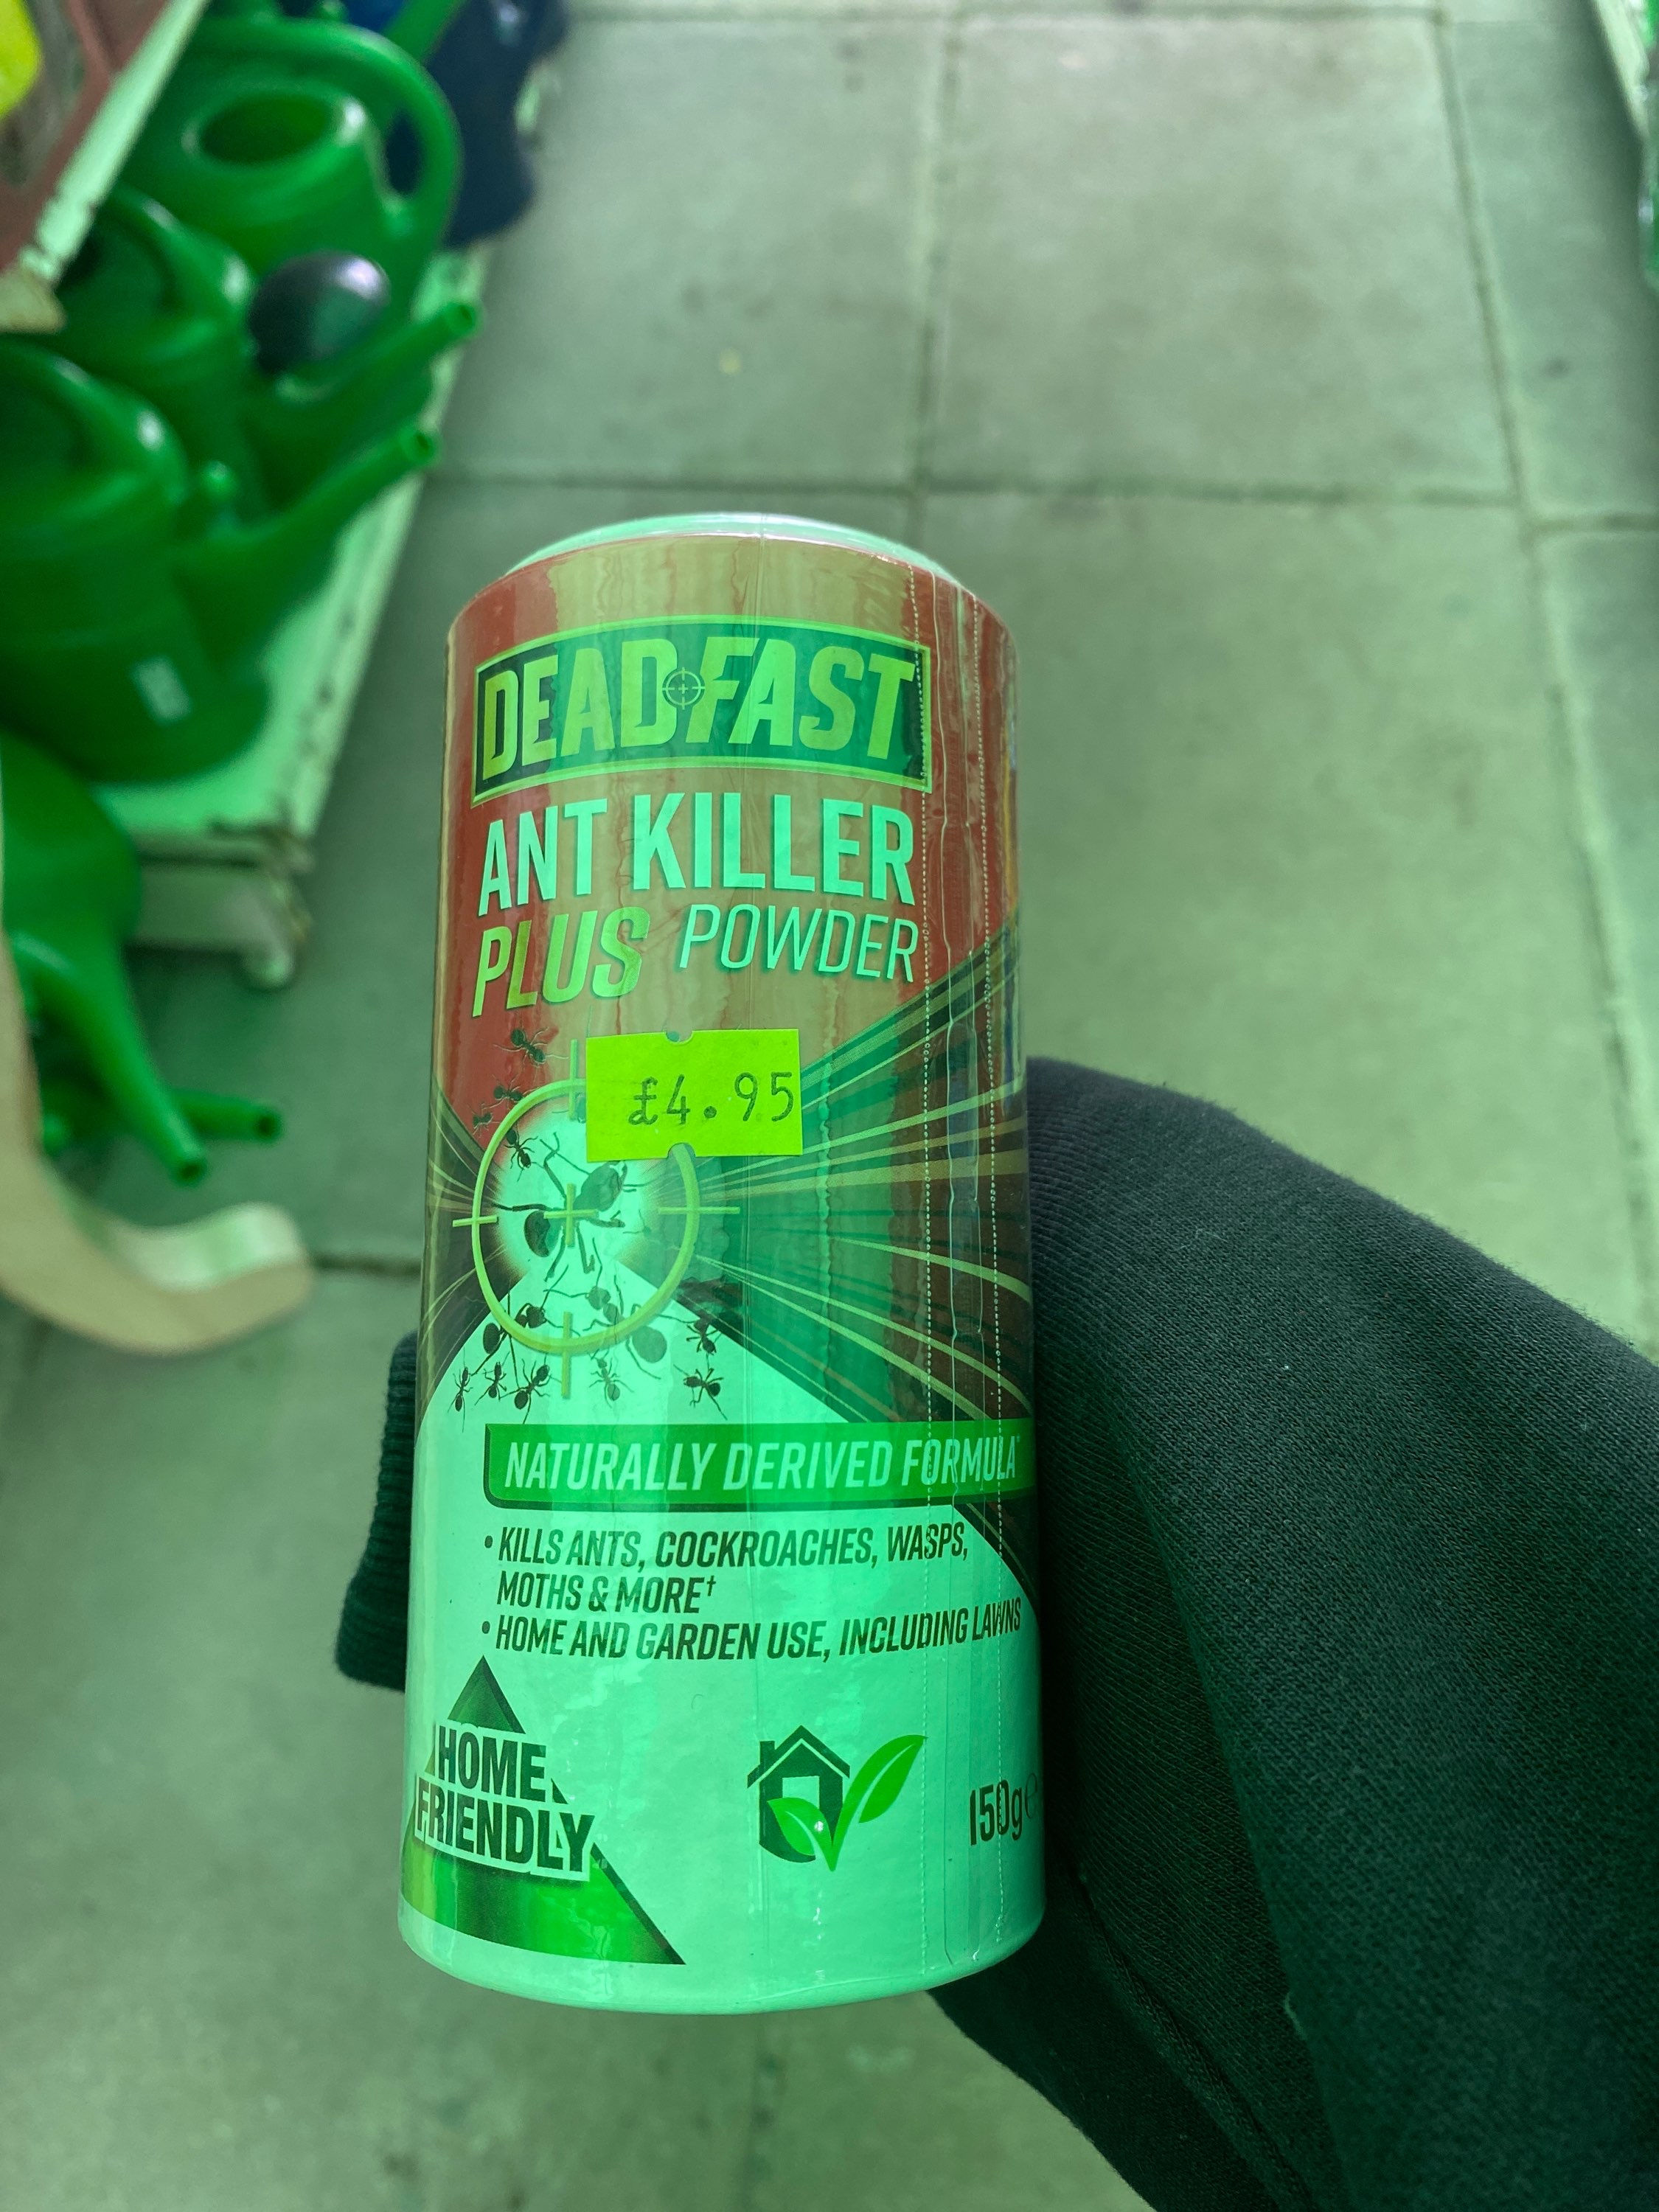 DEADFAST
ANT KILLER
PLUS POWDER
£4.95
NATURALLY DERIVED FORMULA*
• KILLS ANTS, COCKROACHES, WASPS,
MOTHS & MORE†
• HOME AND GARDEN USE, INCLUDING LAWNS
HOME
FRIENDLY
150g℮